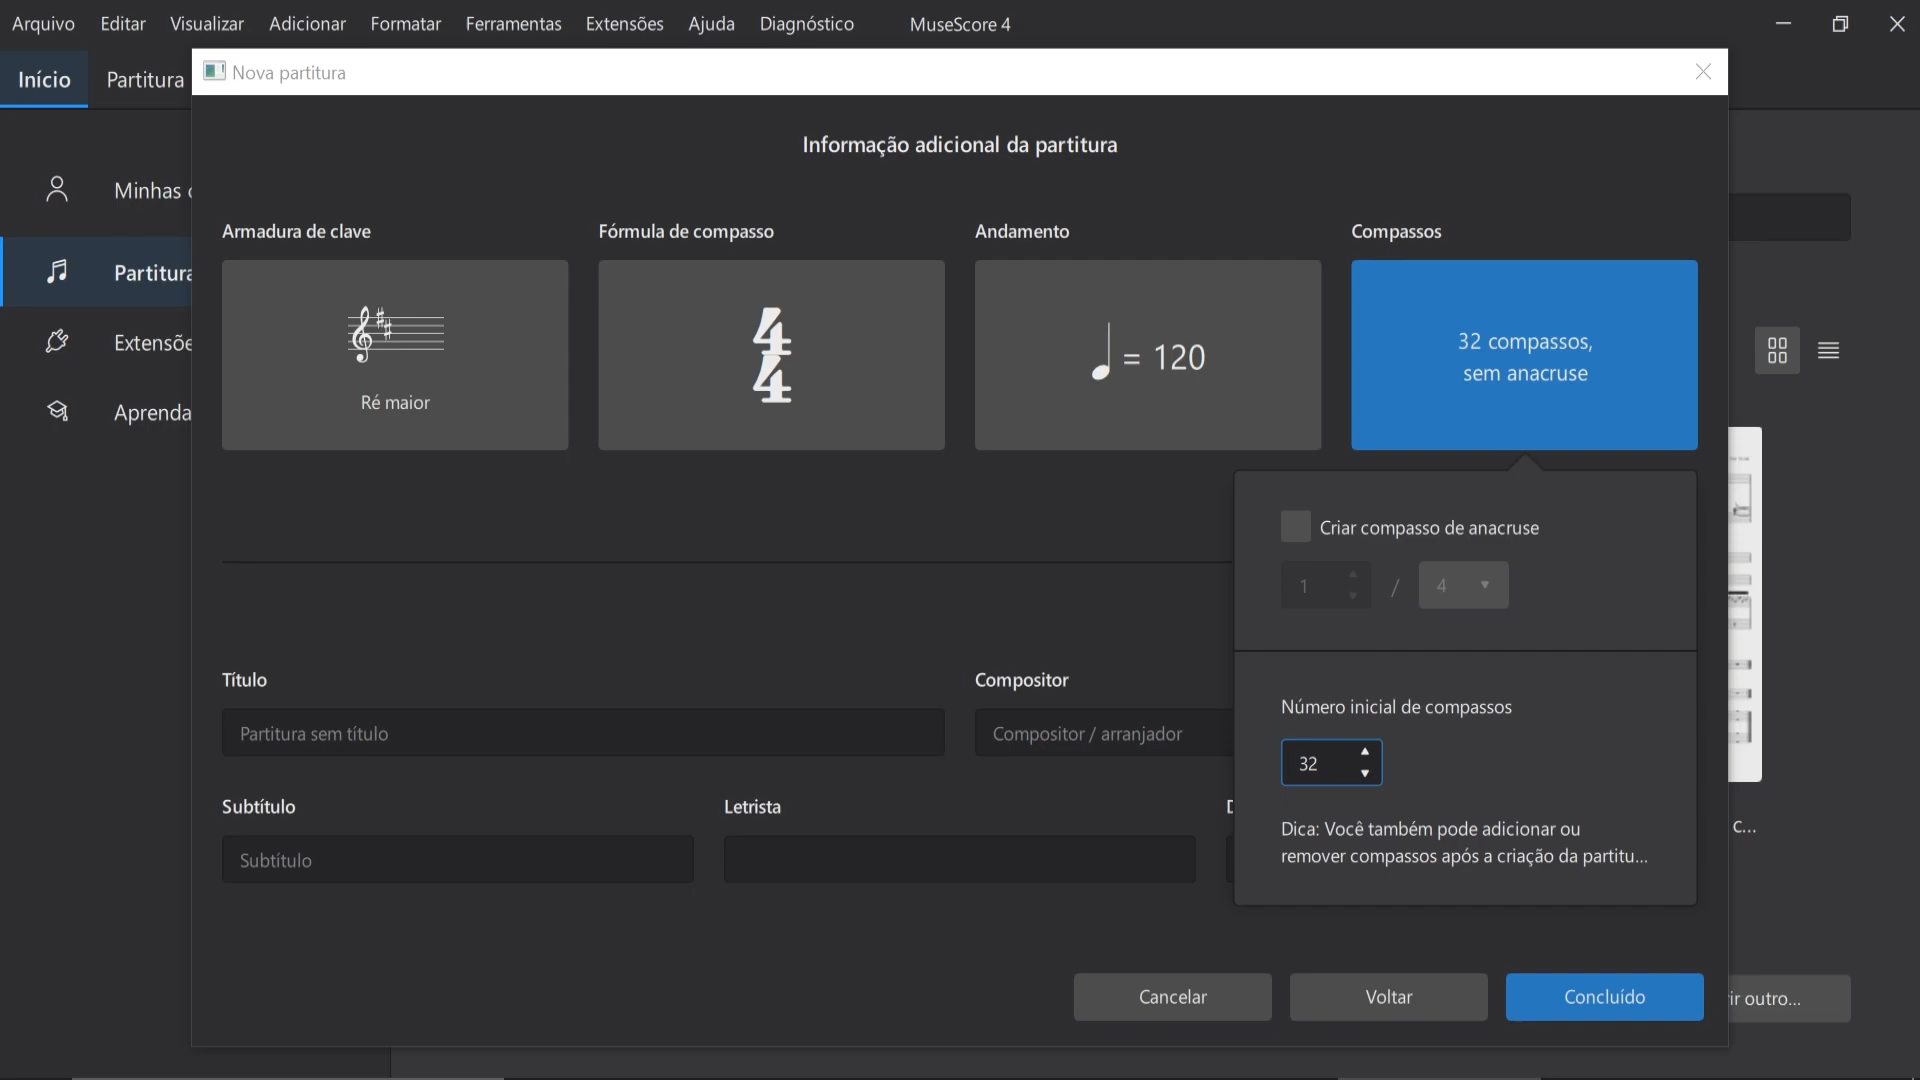 Arquivo Editar Visualizar Adicionar Formatar Ferramentas Extensões Ajuda Diagnóstico MuseScore 4
Início Partitura
Nova partitura
Informação adicional da partitura
Minhas
Partitura
Extensõe
Aprenda
Armadura de clave
Ré maior
Fórmula de compasso
4
4
Andamento
= 120
Compassos
32 compassos,
sem anacruse
Criar compasso de anacruse
1 / 4
Número inicial de compassos
32
Dica: Você também pode adicionar ou
remover compassos após a criação da partitu...
Título
Partitura sem título
Compositor
Compositor / arranjador
Subtítulo
Subtítulo
Letrista
C...
Cancelar Voltar Concluído
ir outro...